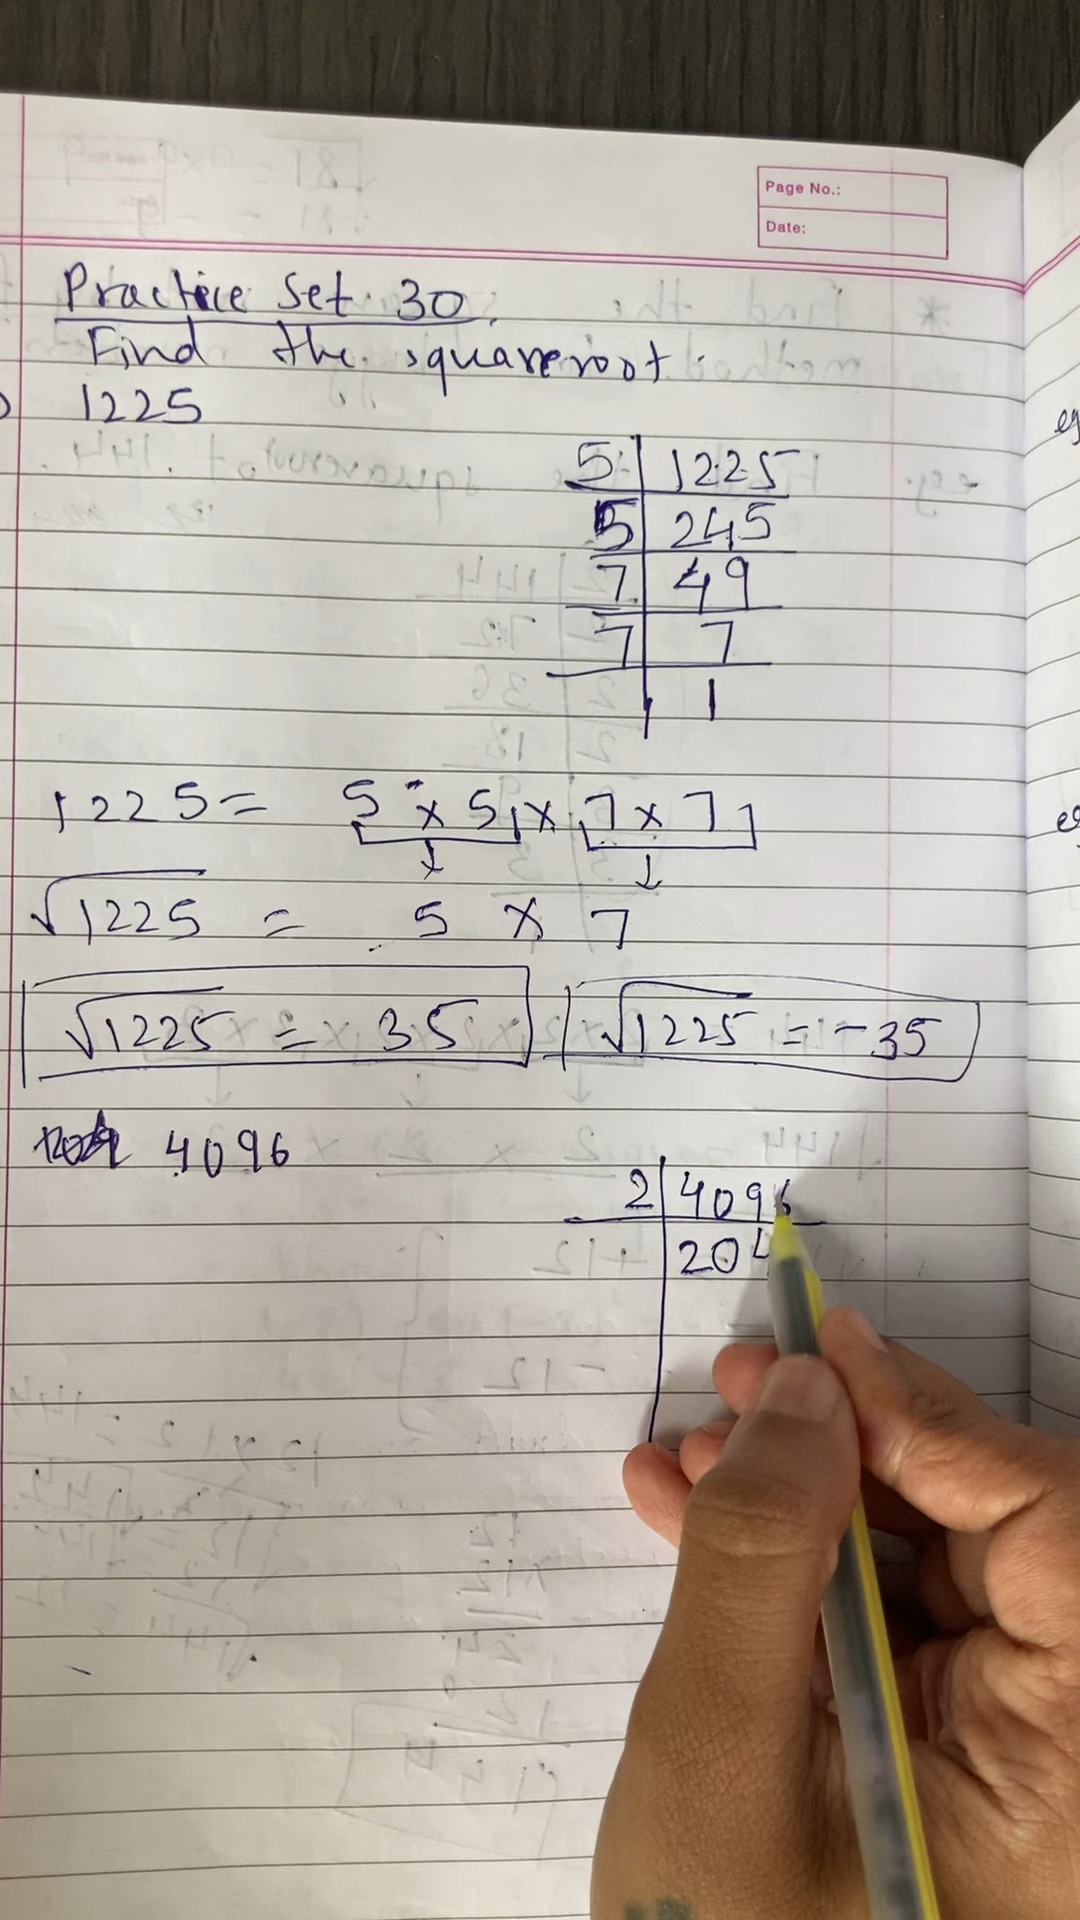 Page No.:
Date:
Practice Set 30
Find the squareroot.
1225
5 | 1225
5 | 245
7 | 49
7 | 7
1
1225 = 5 × 5 × 7 × 7
√1225 = 5 × 7
√1225 = 35 √1225 = -35
4096
2 | 4096
204